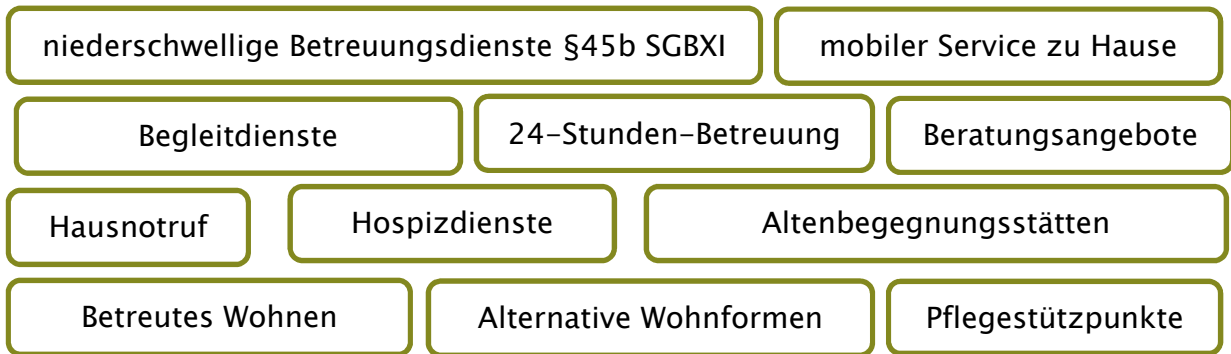 niederschwellige Betreuungsdienste §45b SGBXI
mobiler Service zu Hause
Begleitdienste
24-Stunden-Betreuung
Beratungsangebote
Hausnotruf
Hospizdienste
Altenbegegnungsstätten
Betreutes Wohnen
Alternative Wohnformen
Pflegestützpunkte